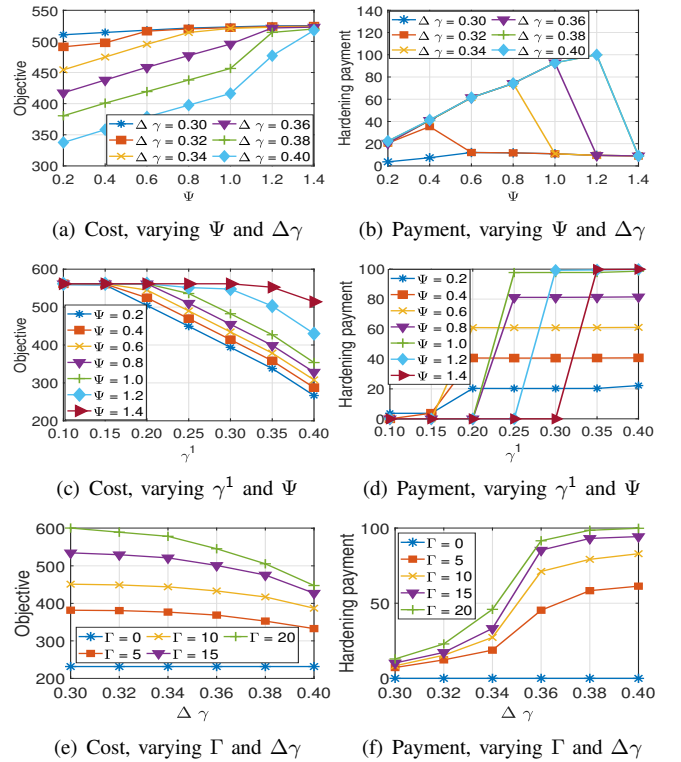 550
500
450
400
350
300
Objective
Δ γ = 0.30
Δ γ = 0.32
Δ γ = 0.34
Δ γ = 0.36
Δ γ = 0.38
Δ γ = 0.40
0.2 0.4 0.6 0.8 1.0 1.2 1.4
Ψ
(a) Cost, varying Ψ and Δγ
140
120
100
80
60
40
20
0
Hardening payment
Δ γ = 0.30
Δ γ = 0.32
Δ γ = 0.34
Δ γ = 0.36
Δ γ = 0.38
Δ γ = 0.40
0.2 0.4 0.6 0.8 1.0 1.2 1.4
Ψ
(b) Payment, varying Ψ and Δγ
600
500
400
300
200
Objective
Ψ = 0.2
Ψ = 0.4
Ψ = 0.6
Ψ = 0.8
Ψ = 1.0
Ψ = 1.2
Ψ = 1.4
0.10 0.15 0.20 0.25 0.30 0.35 0.40
γ¹
(c) Cost, varying γ¹ and Ψ
100
80
60
40
20
0
Hardening payment
Ψ = 0.2
Ψ = 0.4
Ψ = 0.6
Ψ = 0.8
Ψ = 1.0
Ψ = 1.2
Ψ = 1.4
0.10 0.15 0.20 0.25 0.30 0.35 0.40
γ¹
(d) Payment, varying γ¹ and Ψ
600
500
400
300
200
Objective
Γ = 0
Γ = 5
Γ = 10
Γ = 15
Γ = 20
0.30 0.32 0.34 0.36 0.38 0.40
Δ γ
(e) Cost, varying Γ and Δγ
100
50
0
Hardening payment
Γ = 0
Γ = 5
Γ = 10
Γ = 15
Γ = 20
0.30 0.32 0.34 0.36 0.38 0.40
Δ γ
(f) Payment, varying Γ and Δγ